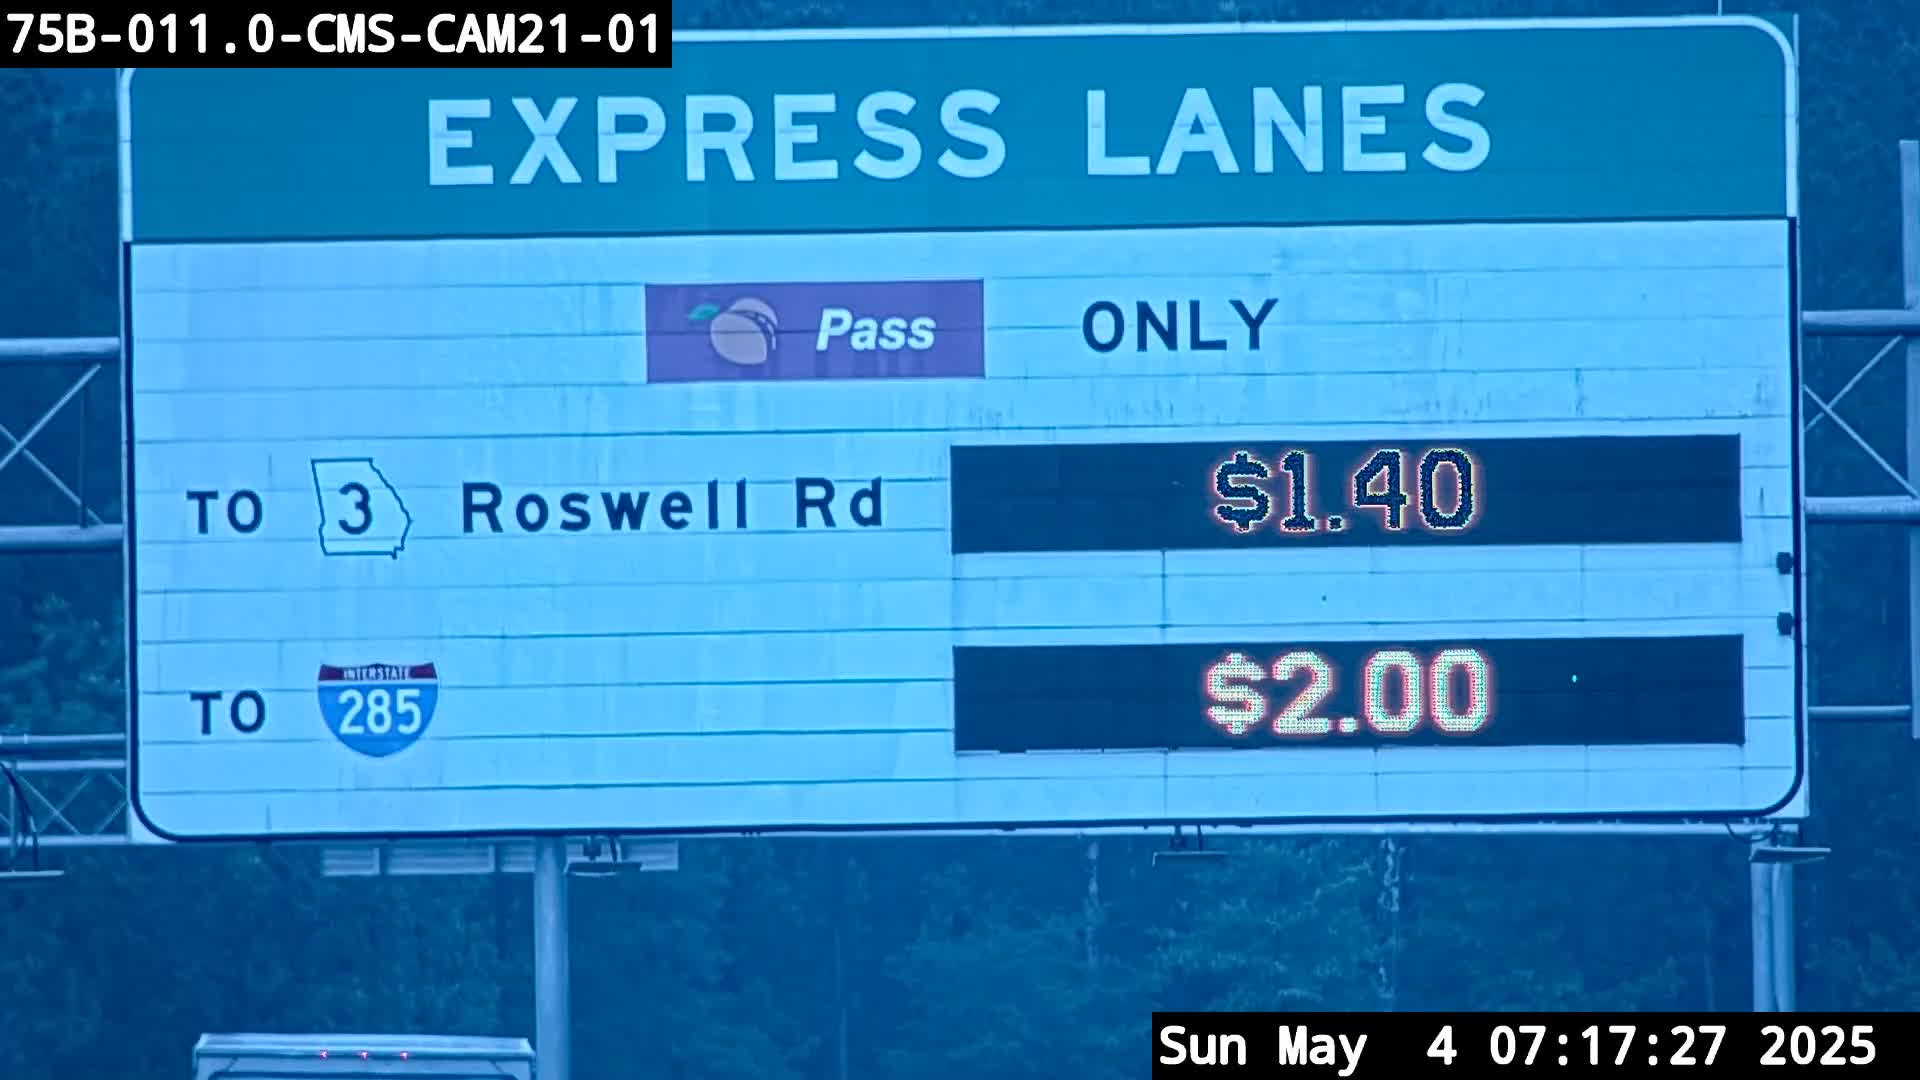 75B-011.0-CMS-CAM21-01
EXPRESS LANES
Pass ONLY
TO 3 Roswell Rd $1.40
INTERSTATE
TO 285 $2.00
Sun May 4 07:17:27 2025